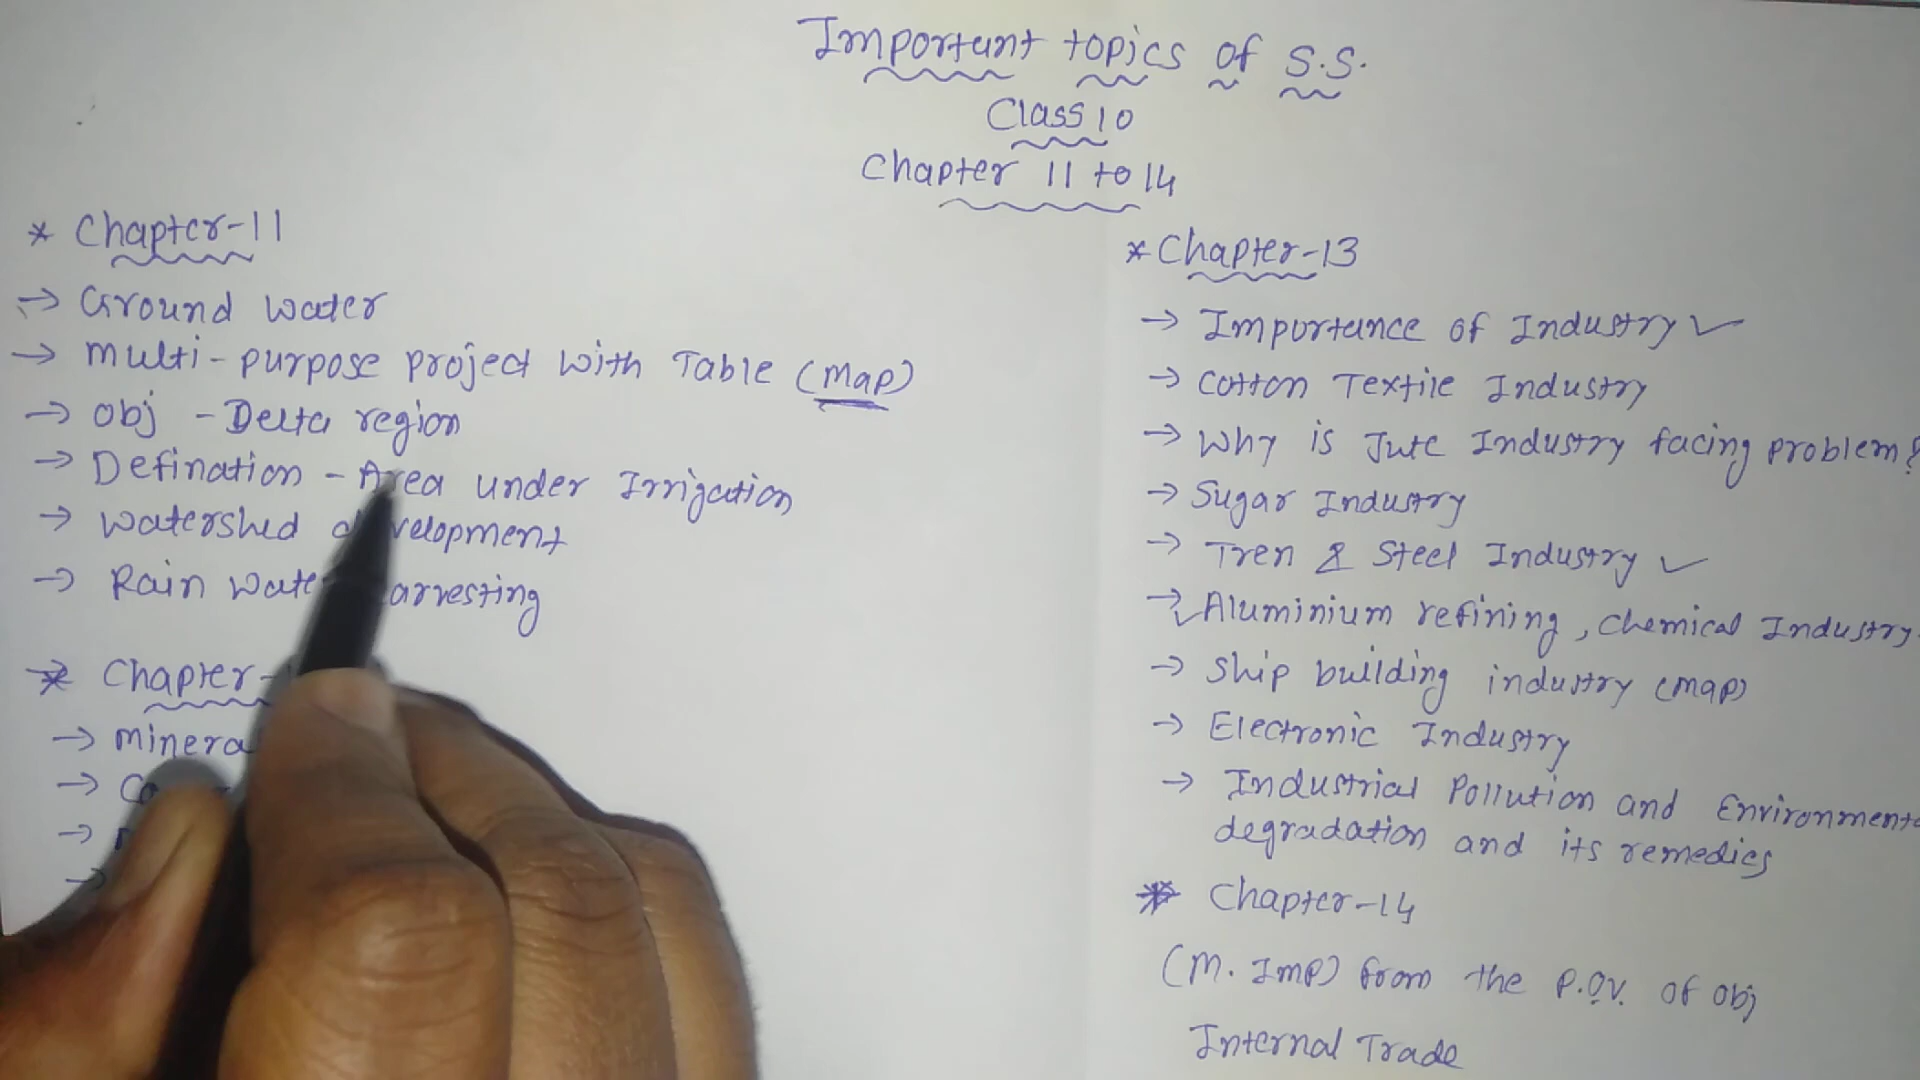 Important topics of S.S.
Class 10
Chapter 11 to 14
* Chapter-11
→ Ground water
→ Multi-purpose project with Table (Map)
→ Obj - Delta region
→ Defination - Area under Irrigation
→ Watershed development
→ Rain
* Chapter-
→
→
→
→
* Chapter-13
→ Importance of Industry ✓
→ Cotton Textile Industry
→ Why is Jute Industry facing problem?
→ Sugar Industry
→ Iren & Steel Industry ✓
→ Aluminium refining, Chemical Industry
→ Ship building industry (map)
→ Electronic Industry
→ Industrial Pollution and
degradation and its remedies
* Chapter-14
(M. Imp) from the P.O.V. of Obj
Internal Trade